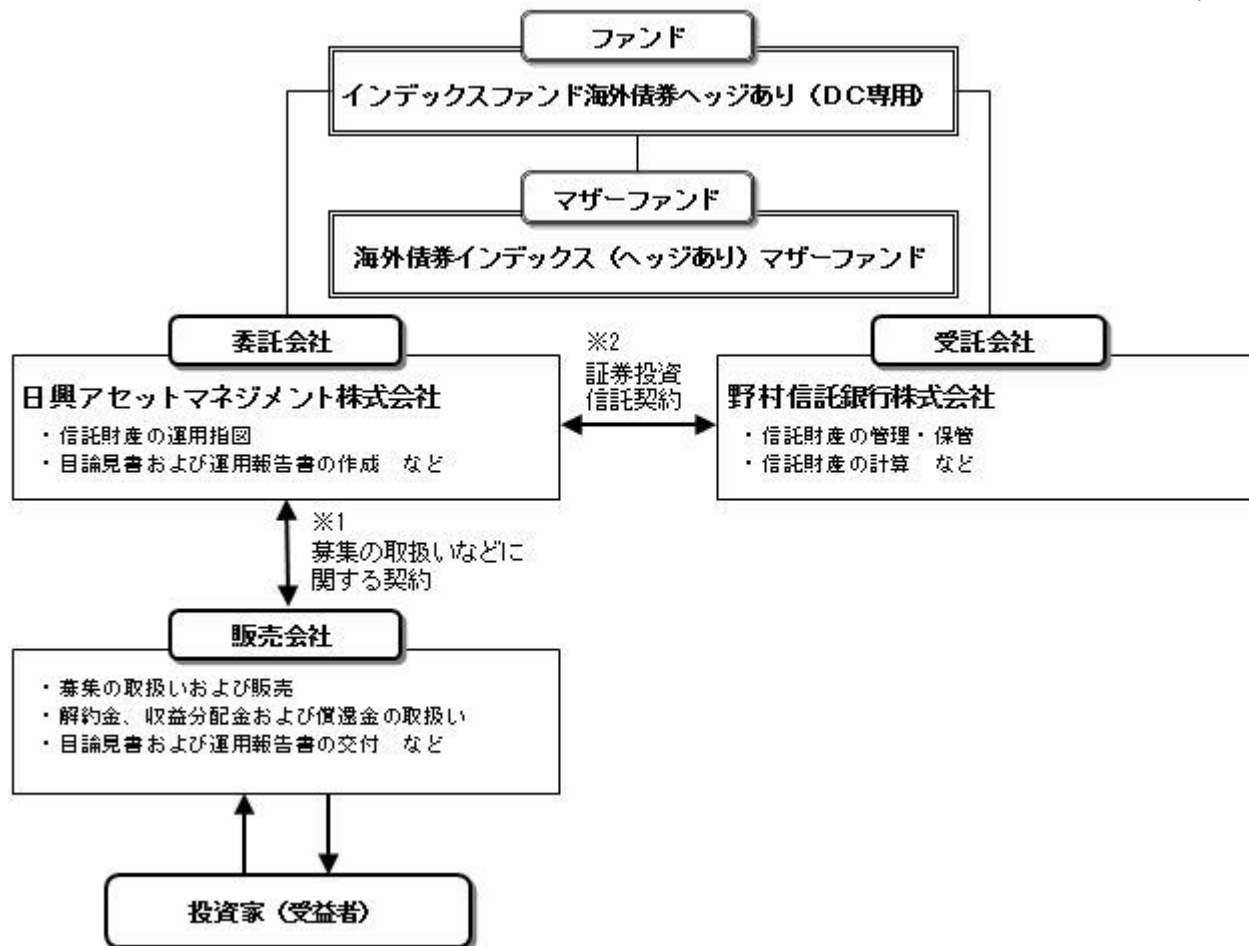 ファンド
インデックスファンド海外債券ヘッジあり（ＤＣ専用）
マザーファンド
海外債券インデックス（ヘッジあり）マザーファンド
委託会社
日興アセットマネジメント株式会社
・信託財産の運用指図
・目論見書および運用報告書の作成　など
※2
証券投資
信託契約
受託会社
野村信託銀行株式会社
・信託財産の管理・保管
・信託財産の計算　など
※1
募集の取扱いなどに
関する契約
販売会社
・募集の取扱いおよび販売
・解約金、収益分配金および償還金の取扱い
・目論見書および運用報告書の交付　など
投資家（受益者）